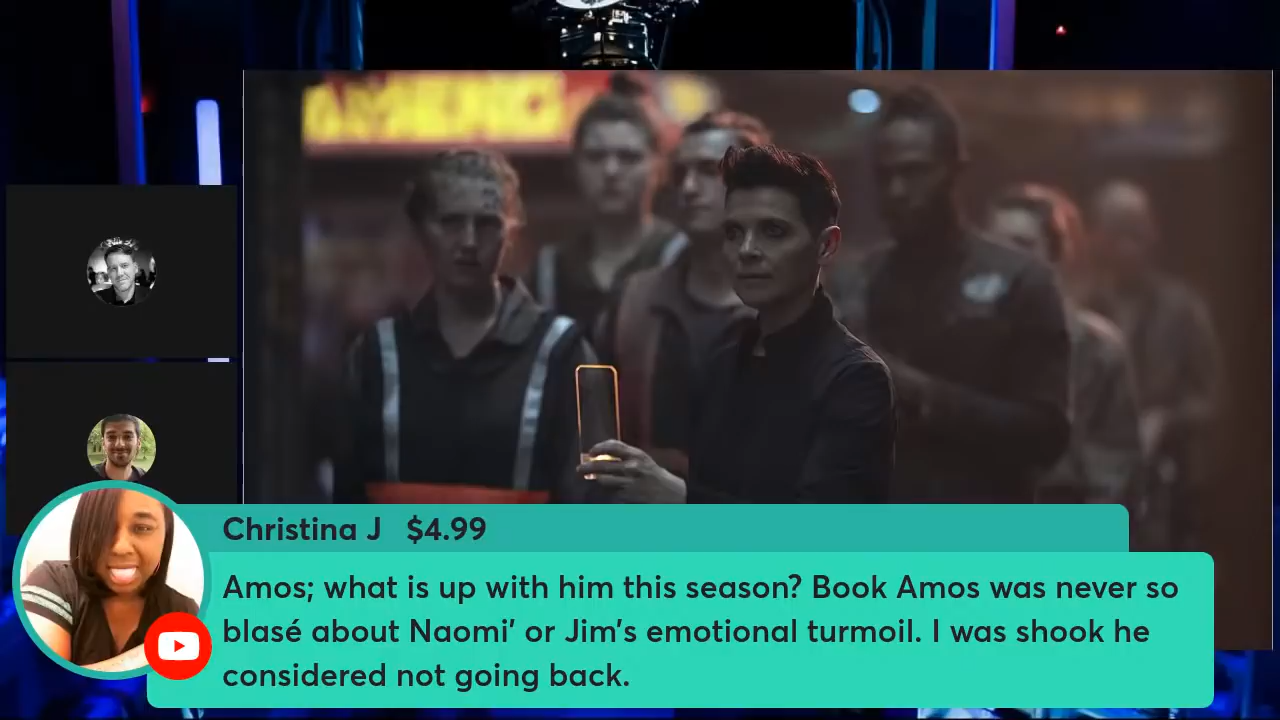 Christina J $4.99
Amos; what is up with him this season? Book Amos was never so
blasé about Naomi' or Jim's emotional turmoil. I was shook he
considered not going back.